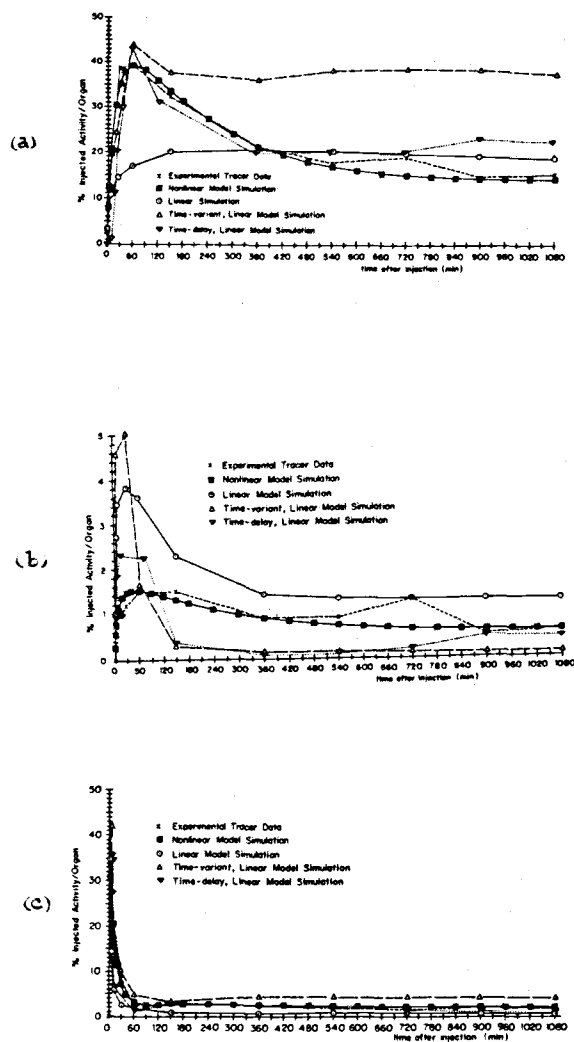 (a)
% Injected Activity/Organ
50
40
30
20
10
0
× Experimental Tracer Data
■ Nonlinear Model Simulation
○ Linear Simulation
△ Time-variant, Linear Model Simulation
▼ Time-delay, Linear Model Simulation
0 60 120 180 240 300 360 420 480 540 600 660 720 780 840 900 960 1020 1080
time after injection (min)
(b)
% Injected Activity/Organ
5
4
3
2
1
0
× Experimental Tracer Data
■ Nonlinear Model Simulation
○ Linear Model Simulation
△ Time-variant, Linear Model Simulation
▼ Time-delay, Linear Model Simulation
0 60 120 180 240 300 360 420 480 540 600 660 720 780 840 900 960 1020 1080
time after injection (min)
(c)
% Injected Activity/Organ
50
40
30
20
10
0
× Experimental Tracer Data
■ Nonlinear Model Simulation
○ Linear Model Simulation
△ Time-variant, Linear Model Simulation
▼ Time-delay, Linear Model Simulation
0 60 120 180 240 300 360 420 480 540 600 660 720 780 840 900 960 1020 1080
time after injection (min)